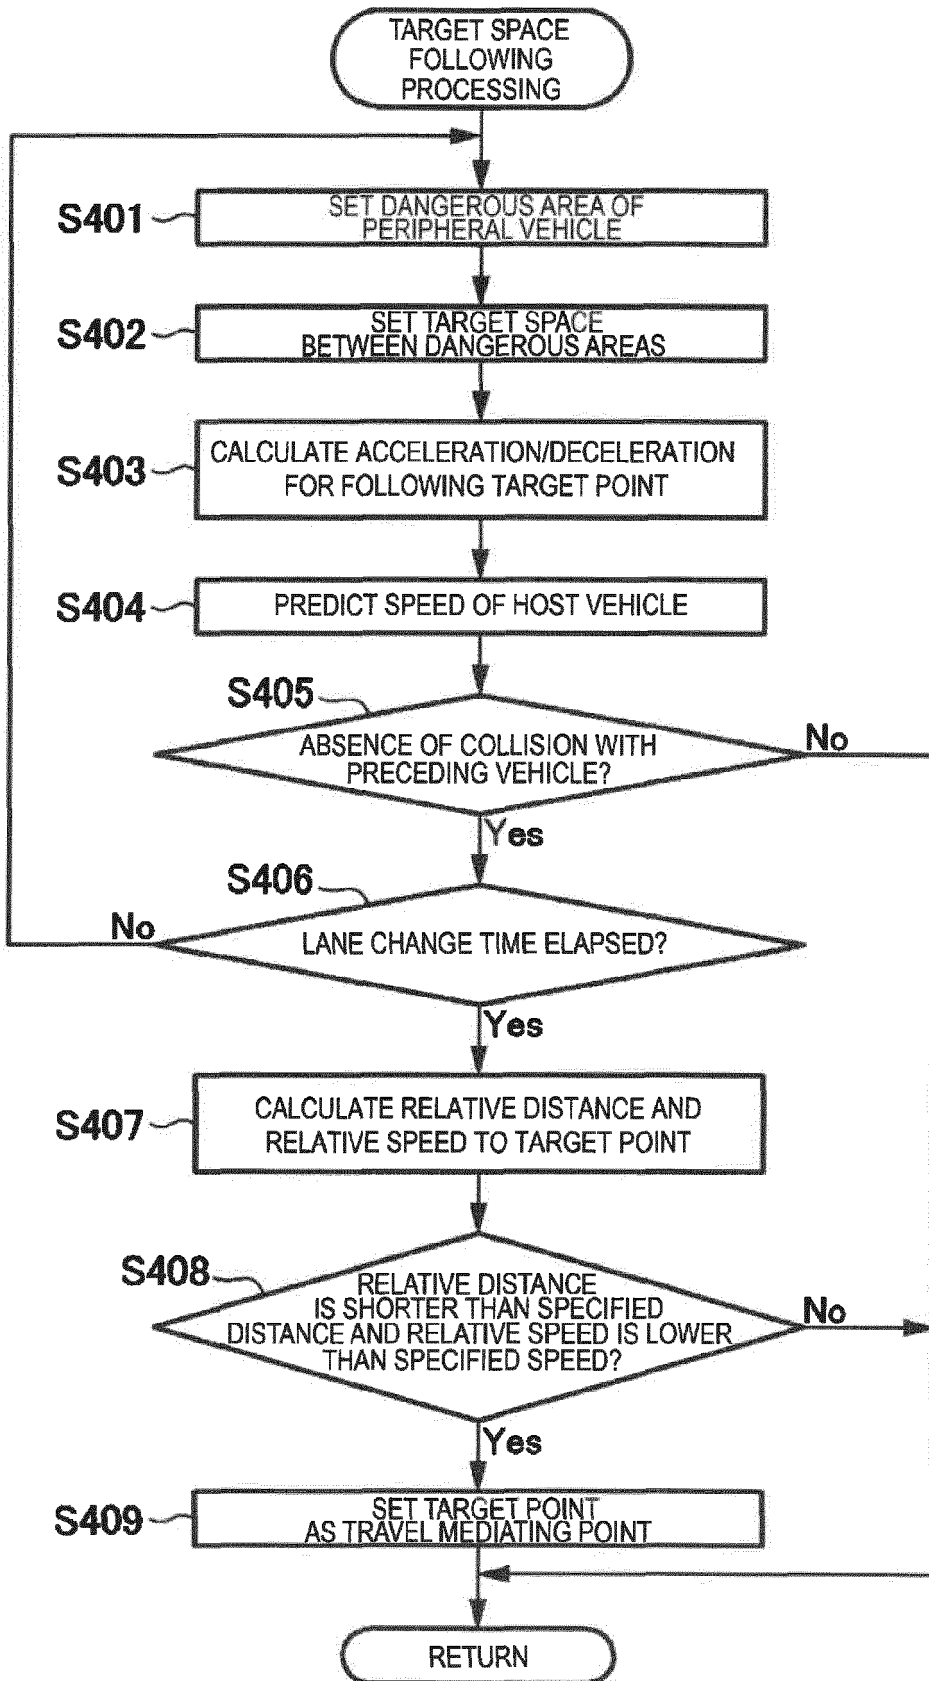 TARGET SPACE
FOLLOWING
PROCESSING
S401
SET DANGEROUS AREA OF
PERIPHERAL VEHICLE
S402
SET TARGET SPACE
BETWEEN DANGEROUS AREAS
S403
CALCULATE ACCELERATION/DECELERATION
FOR FOLLOWING TARGET POINT
S404
PREDICT SPEED OF HOST VEHICLE
S405
ABSENCE OF COLLISION WITH
PRECEDING VEHICLE?
No
Yes
S406
No
LANE CHANGE TIME ELAPSED?
Yes
S407
CALCULATE RELATIVE DISTANCE AND
RELATIVE SPEED TO TARGET POINT
S408
RELATIVE DISTANCE
IS SHORTER THAN SPECIFIED
DISTANCE AND RELATIVE SPEED IS LOWER
THAN SPECIFIED SPEED?
No
Yes
S409
SET TARGET POINT
AS TRAVEL MEDIATING POINT
RETURN